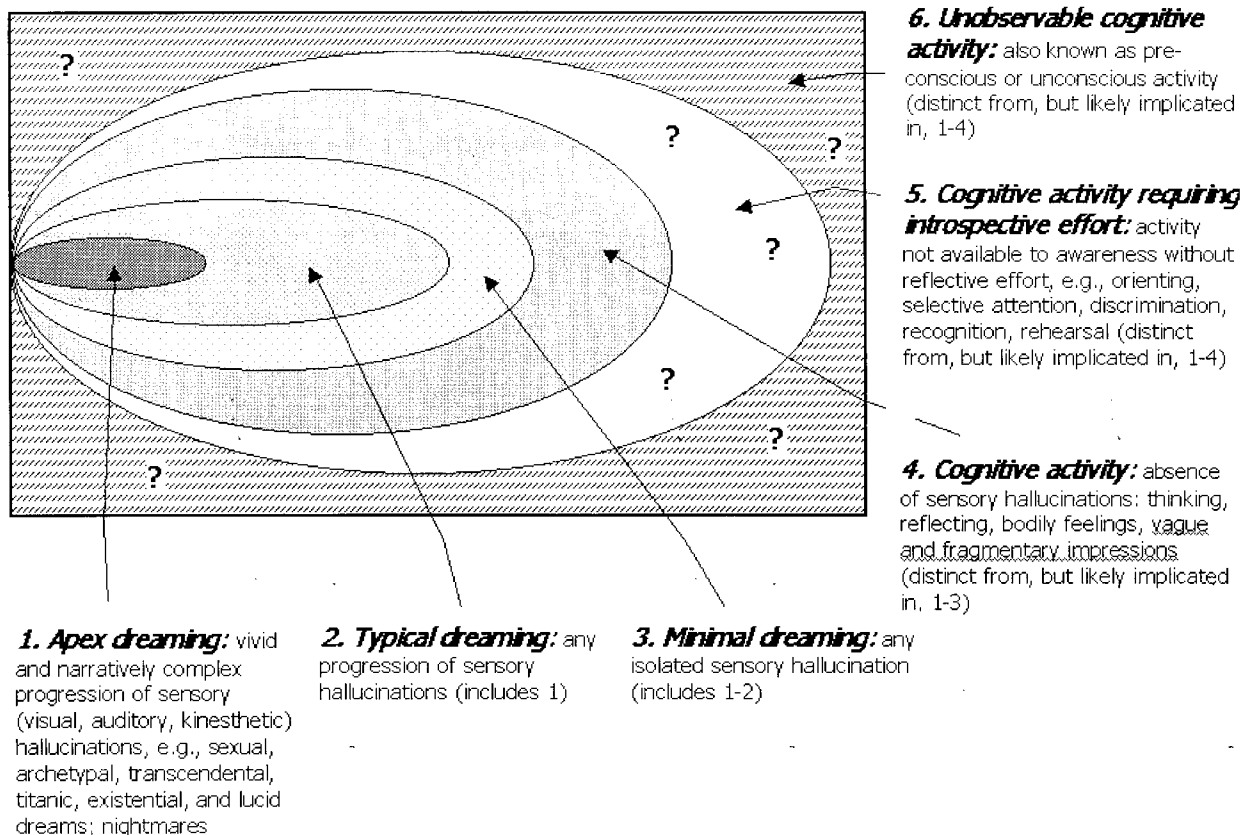 ?
?
?
?
?
?
?
6. Unobservable cognitive
activity: also known as pre-
conscious or unconscious activity
(distinct from, but likely implicated
in, 1-4)
5. Cognitive activity requiring
introspective effort: activity
not available to awareness without
reflective effort, e.g., orienting,
selective attention, discrimination,
recognition, rehearsal (distinct
from, but likely implicated in, 1-4)
4. Cognitive activity: absence
of sensory hallucinations: thinking,
reflecting, bodily feelings, vague
and fragmentary impressions
(distinct from, but likely implicated
in, 1-3)
1. Apex dreaming: vivid
and narratively complex
progression of sensory
(visual, auditory, kinesthetic)
hallucinations, e.g., sexual,
archetypal, transcendental,
titanic, existential, and lucid
dreams; nightmares
2. Typical dreaming: any
progression of sensory
hallucinations (includes 1)
3. Minimal dreaming: any
isolated sensory hallucination
(includes 1-2)